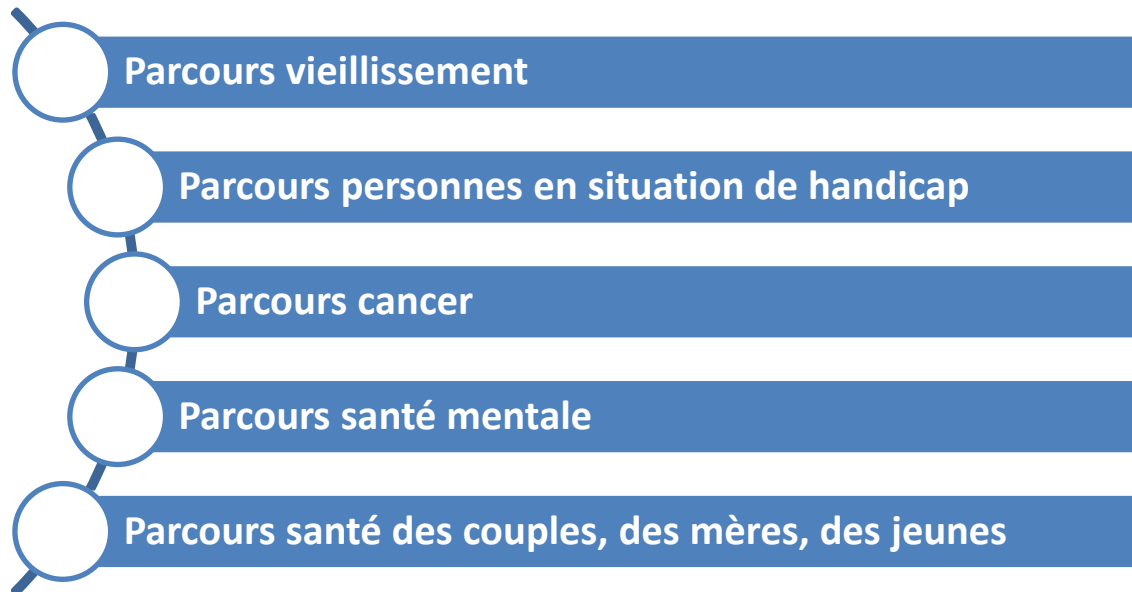 Parcours vieillissement
Parcours personnes en situation de handicap
Parcours cancer
Parcours santé mentale
Parcours santé des couples, des mères, des jeunes